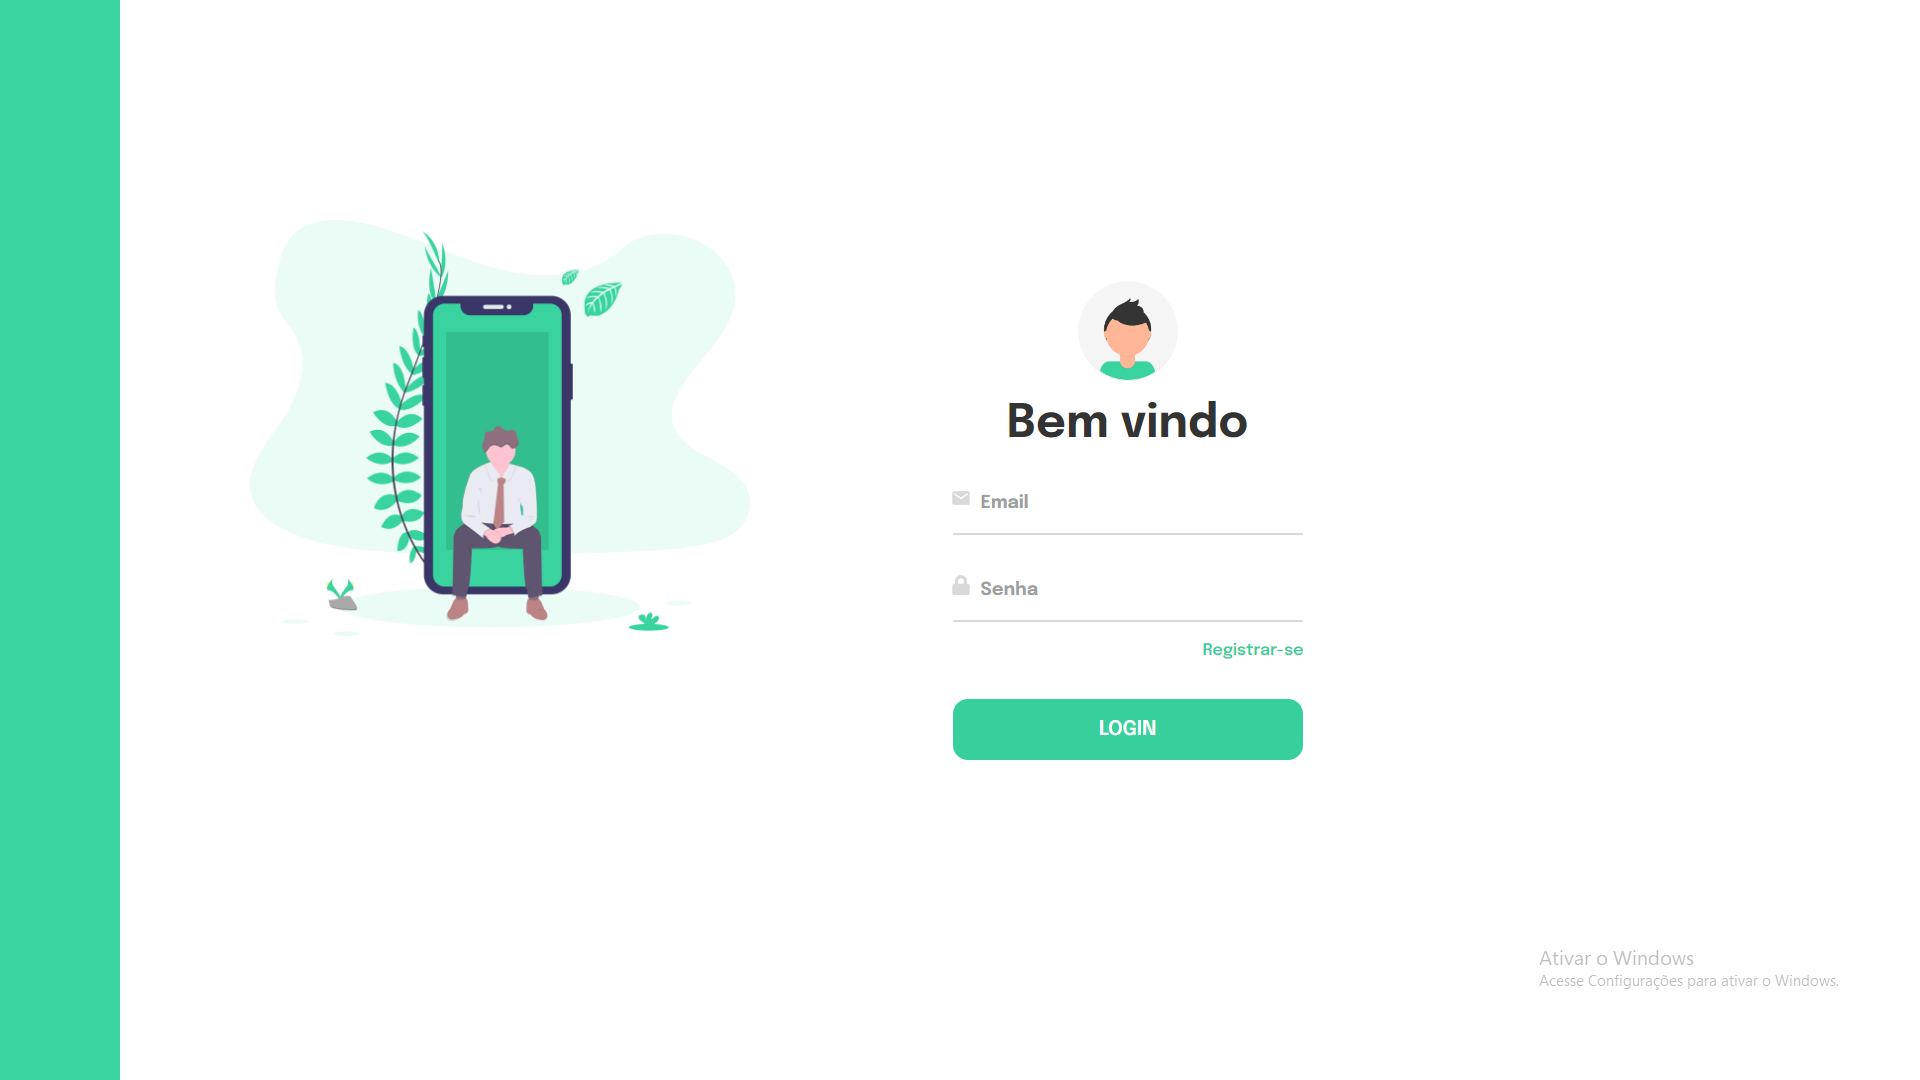 Bem vindo
Email
Senha
Registrar-se
LOGIN
Ativar o Windows
Acesse Configurações para ativar o Windows.